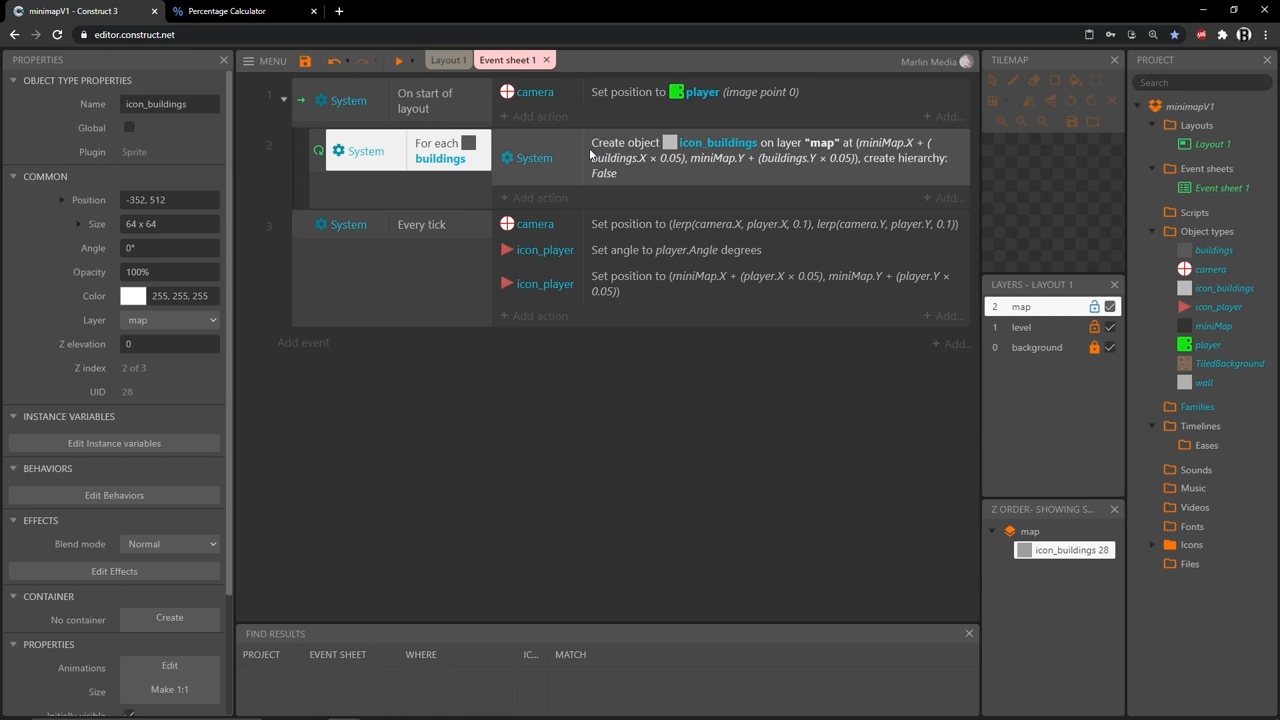 minimapV1 - Construct 3
Percentage Calculator
editor.construct.net
PROPERTIES
OBJECT TYPE PROPERTIES
Name icon_buildings
Global
Plugin Sprite
COMMON
Position -352, 512
Size 64 x 64
Angle 0°
Opacity 100%
Color 255, 255, 255
Layer map
Z elevation 0
Z index 2 of 3
UID 28
INSTANCE VARIABLES
Edit Instance variables
BEHAVIORS
Edit Behaviors
EFFECTS
Blend mode Normal
Edit Effects
CONTAINER
No container Create
PROPERTIES
Animations Edit
Size Make 1:1
Initially visible
MENU
Layout 1
Event sheet 1
Marlin Media
1 System On start of layout
camera Set position to player (image point 0)
+ Add action + Add...
2 System For each buildings
System Create object icon_buildings on layer "map" at (miniMap.X + (
buildings.X × 0.05), miniMap.Y + (buildings.Y × 0.05)), create hierarchy:
False
+ Add action + Add...
3 System Every tick
camera Set position to (lerp(camera.X, player.X, 0.1), lerp(camera.Y, player.Y, 0.1))
icon_player Set angle to player.Angle degrees
icon_player Set position to (miniMap.X + (player.X × 0.05), miniMap.Y + (player.Y ×
0.05))
+ Add action + Add...
Add event + Add...
FIND RESULTS
PROJECT EVENT SHEET WHERE IC... MATCH
TILEMAP
LAYERS - LAYOUT 1
2 map
1 level
0 background
Z ORDER- SHOWING S...
map
icon_buildings 28
PROJECT
Search
minimapV1
Layouts
Layout 1
Event sheets
Event sheet 1
Scripts
Object types
buildings
camera
icon_buildings
icon_player
miniMap
player
TiledBackground
wall
Families
Timelines
Eases
Sounds
Music
Videos
Fonts
Icons
Files